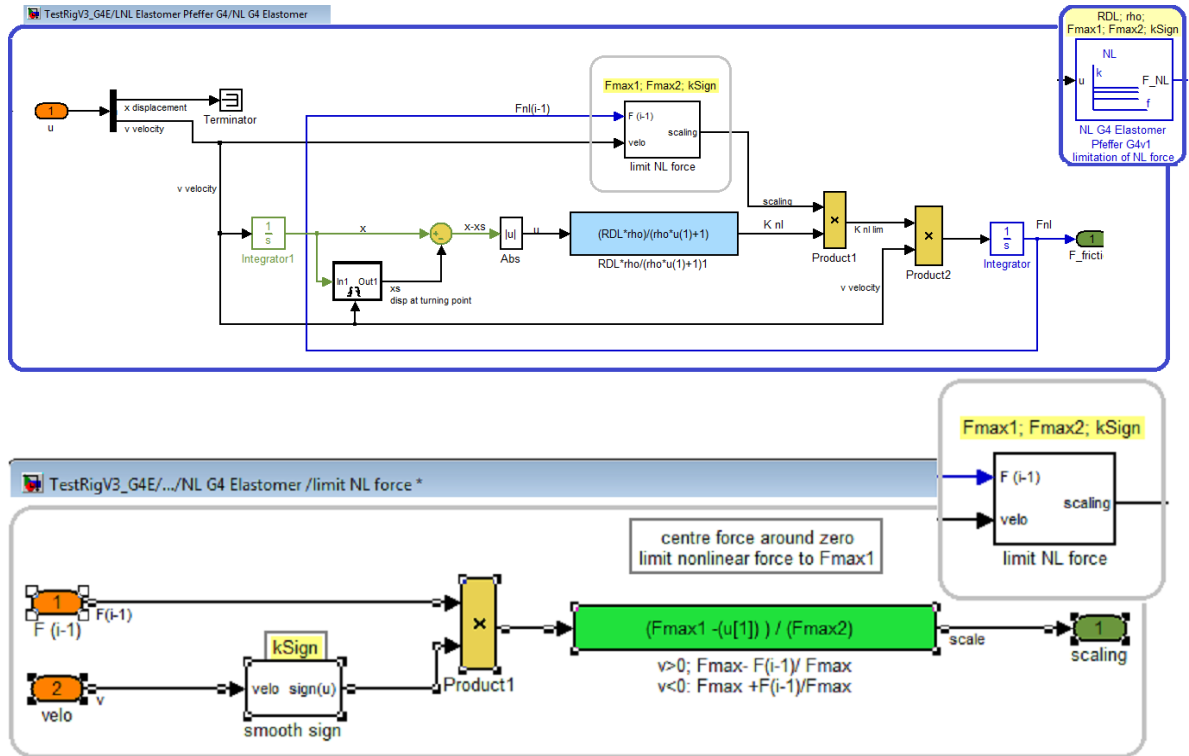 TestRigV3_G4E/LNL Elastomer Pfeffer G4/NL G4 Elastomer
RDL; rho;
Fmax1; Fmax2; kSign
NL
u
k
F_NL
f
NL G4 Elastomer
Pfeffer G4v1
limitation of NL force
Fmax1; Fmax2; kSign
1
u
x displacement
Terminator
v velocity
Fnl(i-1)
F (i-1)
scaling
velo
limit NL force
v velocity
1
s
Integrator1
x
+
-
x-xs
|u|
Abs
u
(RDL*rho)/(rho*u(1)+1)
RDL*rho/(rho*u(1)+1)1
K nl
scaling
×
Product1
K nl lim
×
Product2
1
s
Integrator
Fnl
1
F_fricti
In1 Out1
xs
disp at turning point
v velocity
Fmax1; Fmax2; kSign
F (i-1)
scaling
velo
limit NL force
TestRigV3_G4E/.../NL G4 Elastomer /limit NL force *
centre force around zero
limit nonlinear force to Fmax1
1
F(i-1)
F (i-1)
kSign
2
v
velo
velo sign(u)
smooth sign
×
Product1
(Fmax1 -(u[1]) ) / (Fmax2)
v>0; Fmax- F(i-1)/ Fmax
v<0: Fmax +F(i-1)/Fmax
scale
1
scaling